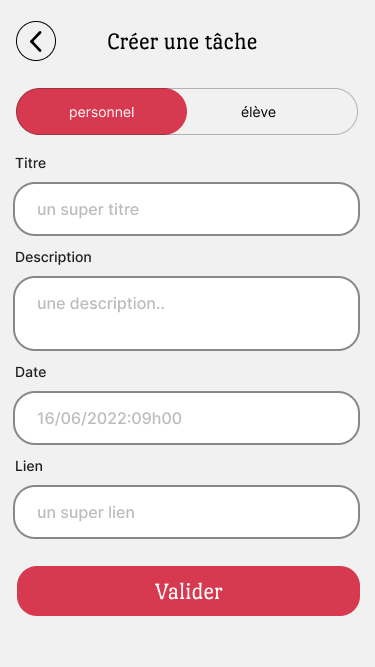 Créer une tâche
personnel élève
Titre
un super titre
Description
une description..
Date
16/06/2022:09h00
Lien
un super lien
Valider